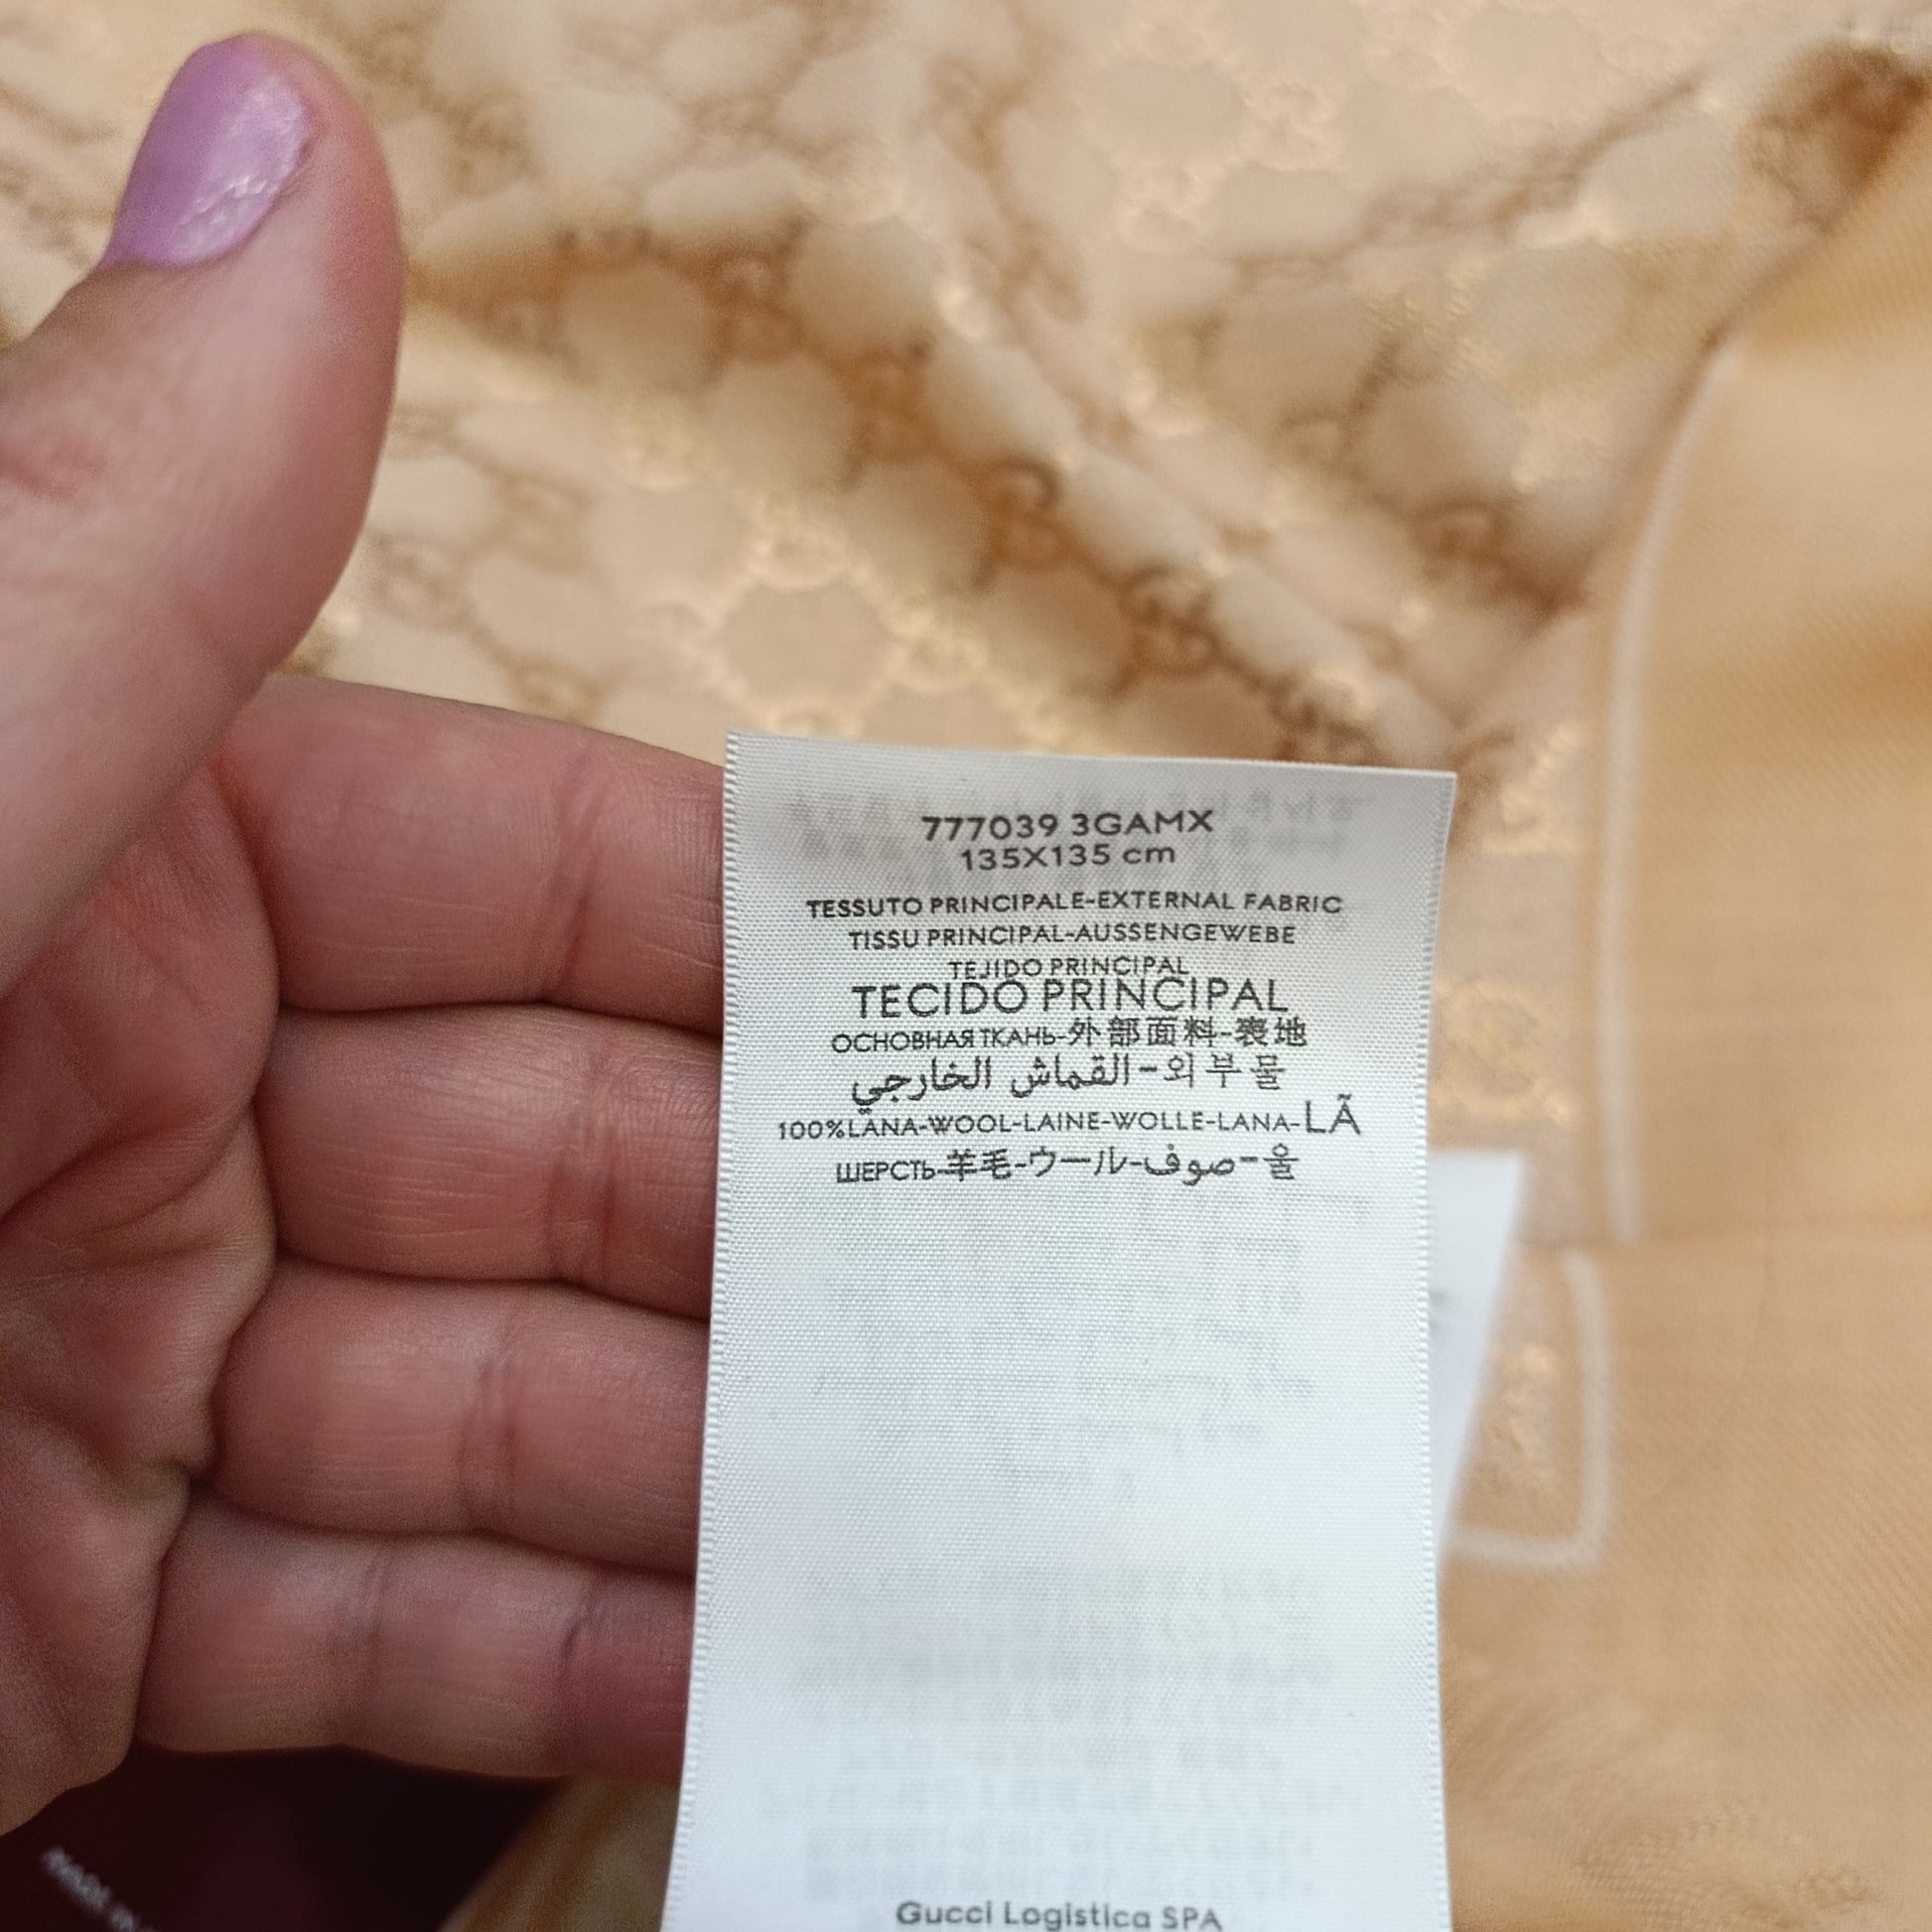 777039 3GAMX
135X135 cm
TESSUTO PRINCIPALE-EXTERNAL FABRIC
TISSU PRINCIPAL-AUSSENGEWEBE
TEJIDO PRINCIPAL
TECIDO PRINCIPAL
ОСНОВНАЯ ТКАНЬ-外部面料-表地
القماش الخارجي-외부물
100%LANA-WOOL-LAINE-WOLLE-LANA-LÃ
ШЕРСТЬ-羊毛-ウール-صوف-울
Gucci Logistica SPA